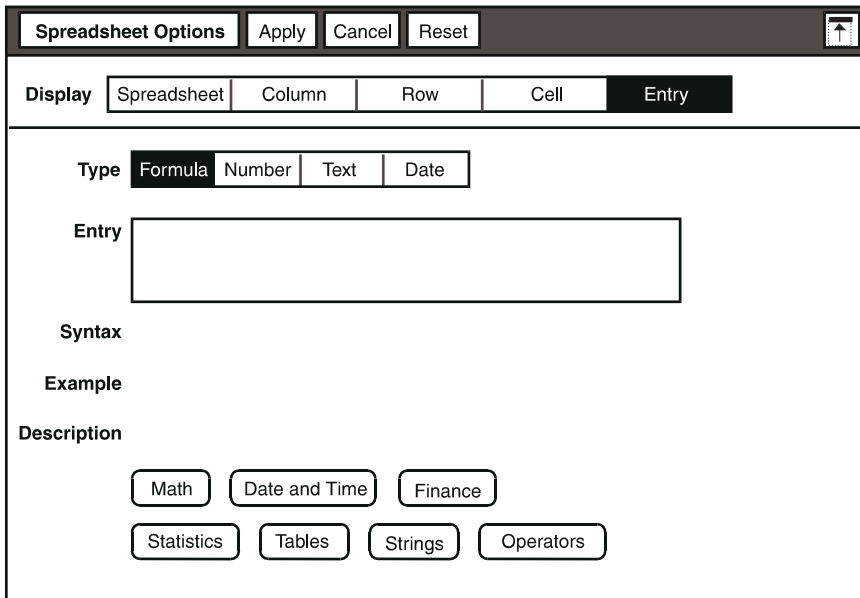 Spreadsheet Options Apply Cancel Reset
Display Spreadsheet Column Row Cell Entry
Type Formula Number Text Date
Entry
Syntax
Example
Description
Math Date and Time Finance
Statistics Tables Strings Operators